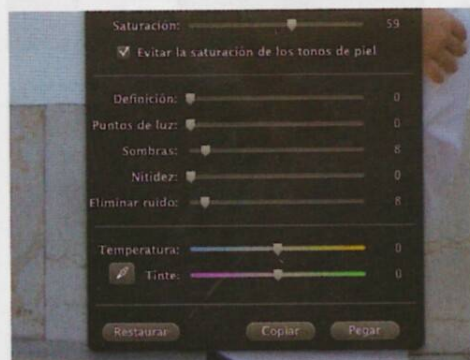 Saturación: 59
Evitar la saturación de los tonos de piel
Definición: 0
Puntos de luz: 0
Sombras: 8
Nitidez: 0
Eliminar ruido: 8
Temperatura: 0
Tinte: 0
Restaurar Copiar Pegar